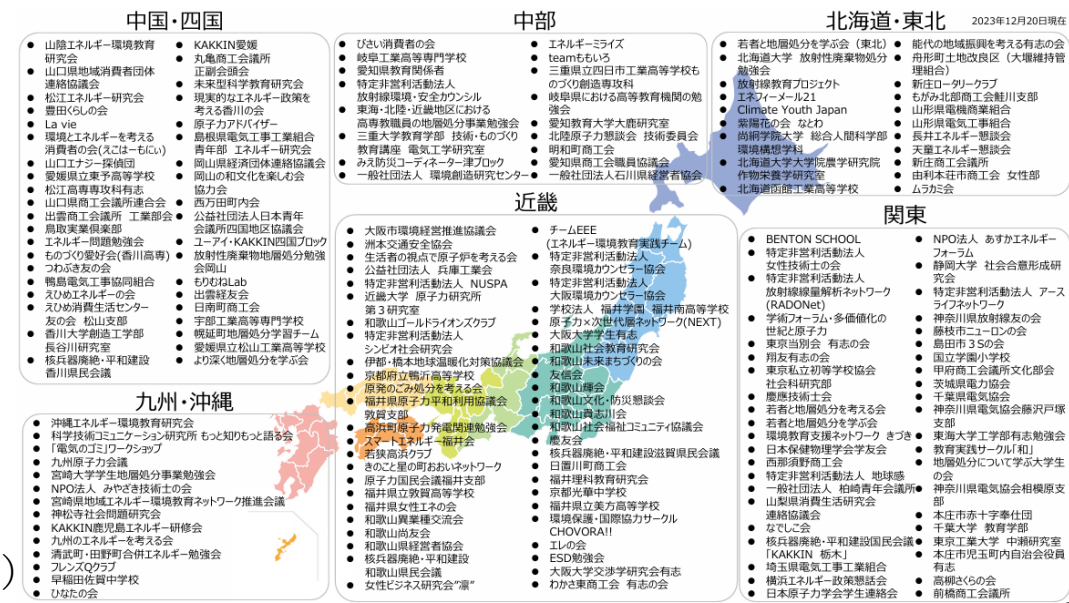 中国・四国
● 山陰エネルギー環境教育
研究会
● 山口県地域消費者団体
連絡協議会
● 松江エネルギー研究会
● 豊田くらしの会
● La vie
● 環境とエネルギーを考える
消費者の会(えこはーもにぃ)
● 山口エナジー探偵団
● 愛媛県立東予高等学校
● 松江高専専攻科有志
● 山口県商工会議所連合会
● 出雲商工会議所 工業部会
● 鳥取実業倶楽部
● エネルギー問題勉強会
● ものづくり愛好会(香川高専)
● つわぶき友の会
● 鴨島電気工事協同組合
● えひめエネルギーの会
● えひめ消費生活センター
友の会 松山支部
● 香川大学創造工学部
長谷川研究室
● 核兵器廃絶・平和建設
香川県民会議
● KAKKIN愛媛
● 丸亀商工会議所
正副会頭会
● 未来型科学教育研究会
● 現実的なエネルギー政策を
考える香川の会
● 原子力アドバイザー
● 島根県電気工事工業組合
青年部 エネルギー研究会
● 岡山県経済団体連絡協議会
● 岡山の和文化を楽しむ会
協力会
● 西万田町内会
● 公益社団法人日本青年
会議所四国地区協議会
● ユーアイ・KAKKIN四国ブロック
● 放射性廃棄物地層処分勉強
会岡山
● もりむねLab
● 出雲経友会
● 日南町商工会
● 宇部工業高等専門学校
● 幌延町地層処分学習チーム
● 愛媛県立松山工業高等学校
● より深く地層処分を学ぶ会
中部
● びさい消費者の会
● 岐阜工業高等専門学校
● 愛知県教育関係者
● 特定非営利活動法人
放射線環境・安全カウンシル
● 東海・北陸・近畿地区における
高専教職員の地層処分事業勉強会
● 三重大学教育学部 技術・ものづくり
教育講座 電気工学研究室
● みえ防災コーディネーター津ブロック
● 一般社団法人 環境創造研究センター
● エネルギーミライズ
● teamももいろ
● 三重県立四日市工業高等学校も
のづくり創造専攻科
● 岐阜県における高等教育機関の勉
強会
● 愛知教育大学大鹿研究室
● 北陸原子力懇談会 技術委員会
● 明和町商工会
● 愛知県商工会職員協議会
● 一般社団法人石川県経営者協会
北海道・東北
2023年12月20日現在
● 若者と地層処分を学ぶ会(東北)
● 北海道大学 放射性廃棄物処分
勉強会
● 放射線教育プロジェクト
● エネフィーメール21
● Climate Youth Japan
● 紫陽花の会 なとわ
● 尚絅学院大学 総合人間科学部
環境構想学科
● 北海道大学大学院農学研究院
作物栄養学研究室
● 北海道函館工業高等学校
● 能代の地域振興を考える有志の会
● 舟形町土地改良区(大堰維持管
理組合)
● 新庄ロータリークラブ
● もがみ北部商工会鮭川支部
● 山形県電機商業組合
● 山形県電気工事組合
● 長井エネルギー懇談会
● 天童エネルギー懇談会
● 新庄商工会議所
● 由利本荘市商工会 女性部
● ムラカミ会
近畿
● 大阪市環境経営推進協議会
● 洲本交通安全協会
● 生活者の視点で原子炉を考える会
● 公益社団法人 兵庫工業会
● 特定非営利活動法人 NUSPA
● 近畿大学 原子力研究所
第3研究室
● 和歌山ゴールドライオンズクラブ
● 特定非営利活動法人
シンビオ社会研究会
● 伊都・橋本地球温暖化対策協議会
● 京都府立鴨沂高等学校
● 原発のごみ処分を考える会
● 福井県原子力平和利用協議会
敦賀支部
● 高浜町原子力発電関連勉強会
● スマートエネルギー福井会
● 若狭高浜クラブ
● きのこと星の町おおいネットワーク
● 原子力国民会議福井支部
● 福井県立敦賀高等学校
● 福井県女性エネの会
● 和歌山異業種交流会
● 和歌山尚友会
● 和歌山県経営者協会
● 核兵器廃絶・平和建設
和歌山県民会議
● 女性ビジネス研究会”凛”
● チームEEE
(エネルギー環境教育実践チーム)
● 特定非営利活動法人
奈良環境カウンセラー協会
● 特定非営利活動法人
大阪環境カウンセラー協会
● 学校法人 福井学園 福井南高等学校
● 原子力×次世代層ネットワーク(NEXT)
● 大阪大学学生有志
● 和歌山社会教育研究会
● 和歌山未来まちづくりの会
● 友信会
● 和歌山輝会
● 和歌山文化・防災懇談会
● 和歌山貴志川会
● 和歌山社会福祉コミュニティ協議会
● 慶友会
● 核兵器廃絶・平和建設滋賀県民会議
● 日置川町商工会
● 福井理科教育研究会
● 京都光華中学校
● 福井県立美方高等学校
● 環境保護・国際協力サークル
CHOVORA!!
● エレの会
● ESD勉強会
● 大阪大学交渉学研究会有志
● わかさ東商工会 有志の会
関東
● BENTON SCHOOL
● 特定非営利活動法人
女性技術士の会
● 特定非営利活動法人
放射線線量解析ネットワーク
(RADONet)
● 学術フォーラム・多価値化の
世紀と原子力
● 東京当別会 有志の会
● 翔友有志の会
● 東京私立初等学校協会
社会科研究部
● 慶應技術士会
● 若者と地層処分を考える会
● 若者と地層処分を学ぶ会
● 環境教育支援ネットワーク きづき
● 日本保健物理学会学友会
● 西那須野商工会
● 特定非営利活動法人 地球感
● 一般社団法人 柏崎青年会議所
● 山梨県消費生活研究会
連絡協議会
● なでしこ会
● 核兵器廃絶・平和建設国民会議
「KAKKIN 栃木」
● 埼玉県電気工事工業組合
● 横浜エネルギー政策懇話会
● 日本原子力学会学生連絡会
● NPO法人 あすかエネルギー
フォーラム
● 静岡大学 社会合意形成研
究会
● 特定非営利活動法人 アース
ライフネットワーク
● 神奈川県放射線友の会
● 藤枝市ニューロンの会
● 島田市3Sの会
● 国立学園小学校
● 甲府商工会議所文化部会
● 茨城県電力協会
● 千葉県電気協会
● 神奈川県電気協会藤沢戸塚
支部
● 東海大学工学部有志勉強会
● 教育実践サークル「和」
● 地層処分について学ぶ大学生
の会
● 神奈川県電気協会相模原支
部
● 本庄市赤十字奉仕団
● 千葉大学 教育学部
● 東京工業大学 中瀬研究室
● 本庄市児玉町内自治会役員
有志
● 高柳さくらの会
● 前橋商工会議所
九州・沖縄
● 沖縄エネルギー環境教育研究会
● 科学技術コミュニケーション研究所 もっと知りもっと語る会
● 「電気のゴミ」ワークショップ
● 九州原子力会議
● 宮崎大学学生地層処分事業勉強会
● NPO法人 みやざき技術士の会
● 宮崎県地域エネルギー環境教育ネットワーク推進会議
● 神松寺社会問題研究会
● KAKKIN鹿児島エネルギー研修会
● 九州のエネルギーを考える会
● 清武町・田野町合併エネルギー勉強会
● フレンズQクラブ
● 早稲田佐賀中学校
● ひなたの会
)